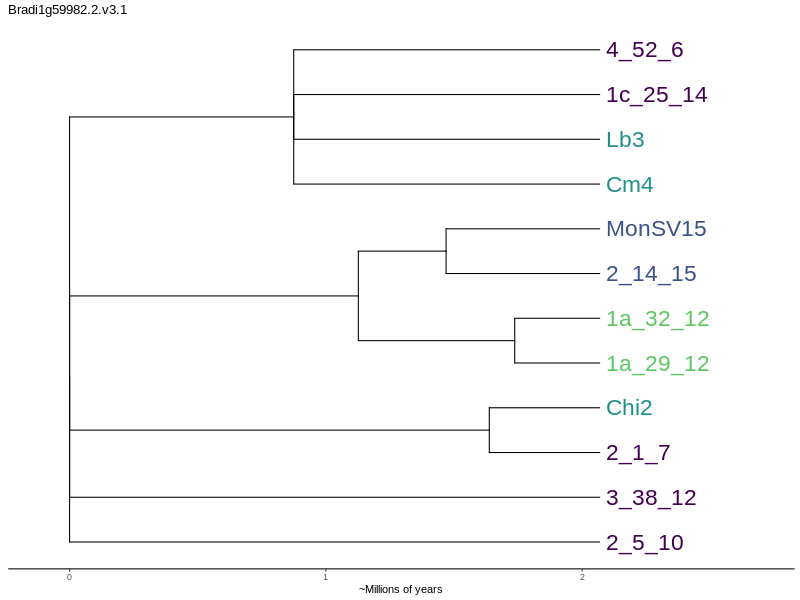 Bradi1g59982.2.v3.1
4_52_6
1c_25_14
Lb3
Cm4
MonSV15
2_14_15
1a_32_12
1a_29_12
Chi2
2_1_7
3_38_12
2_5_10
0 1 2
~Millions of years